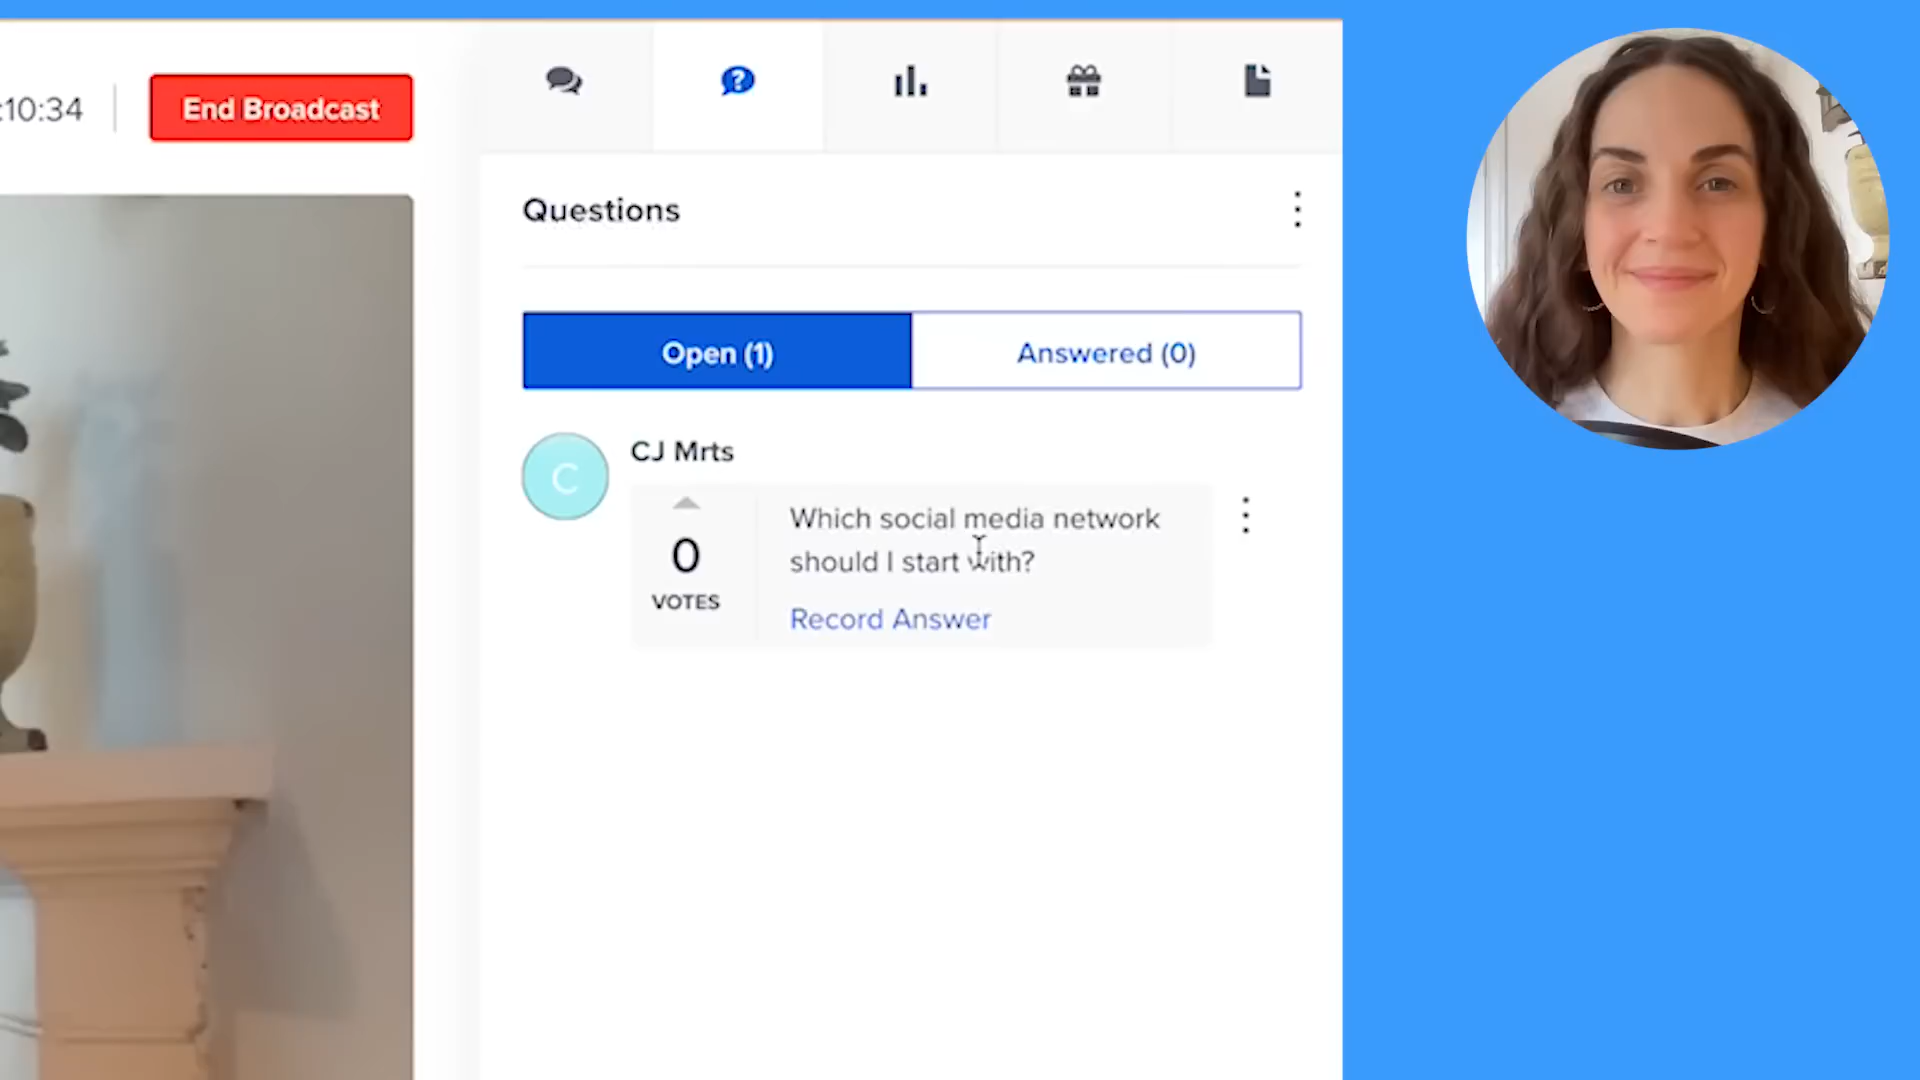 :10:34
End Broadcast
Questions
Open (1)
Answered (0)
C
CJ Mrts
0
VOTES
Which social media network
should I start with?
Record Answer